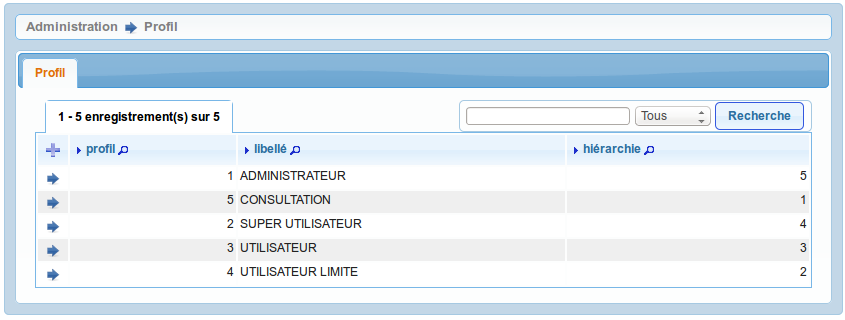 Administration Profil
Profil
1 - 5 enregistrement(s) sur 5 Tous Recherche
profil libellé hiérarchie
1 ADMINISTRATEUR 5
5 CONSULTATION 1
2 SUPER UTILISATEUR 4
3 UTILISATEUR 3
4 UTILISATEUR LIMITE 2